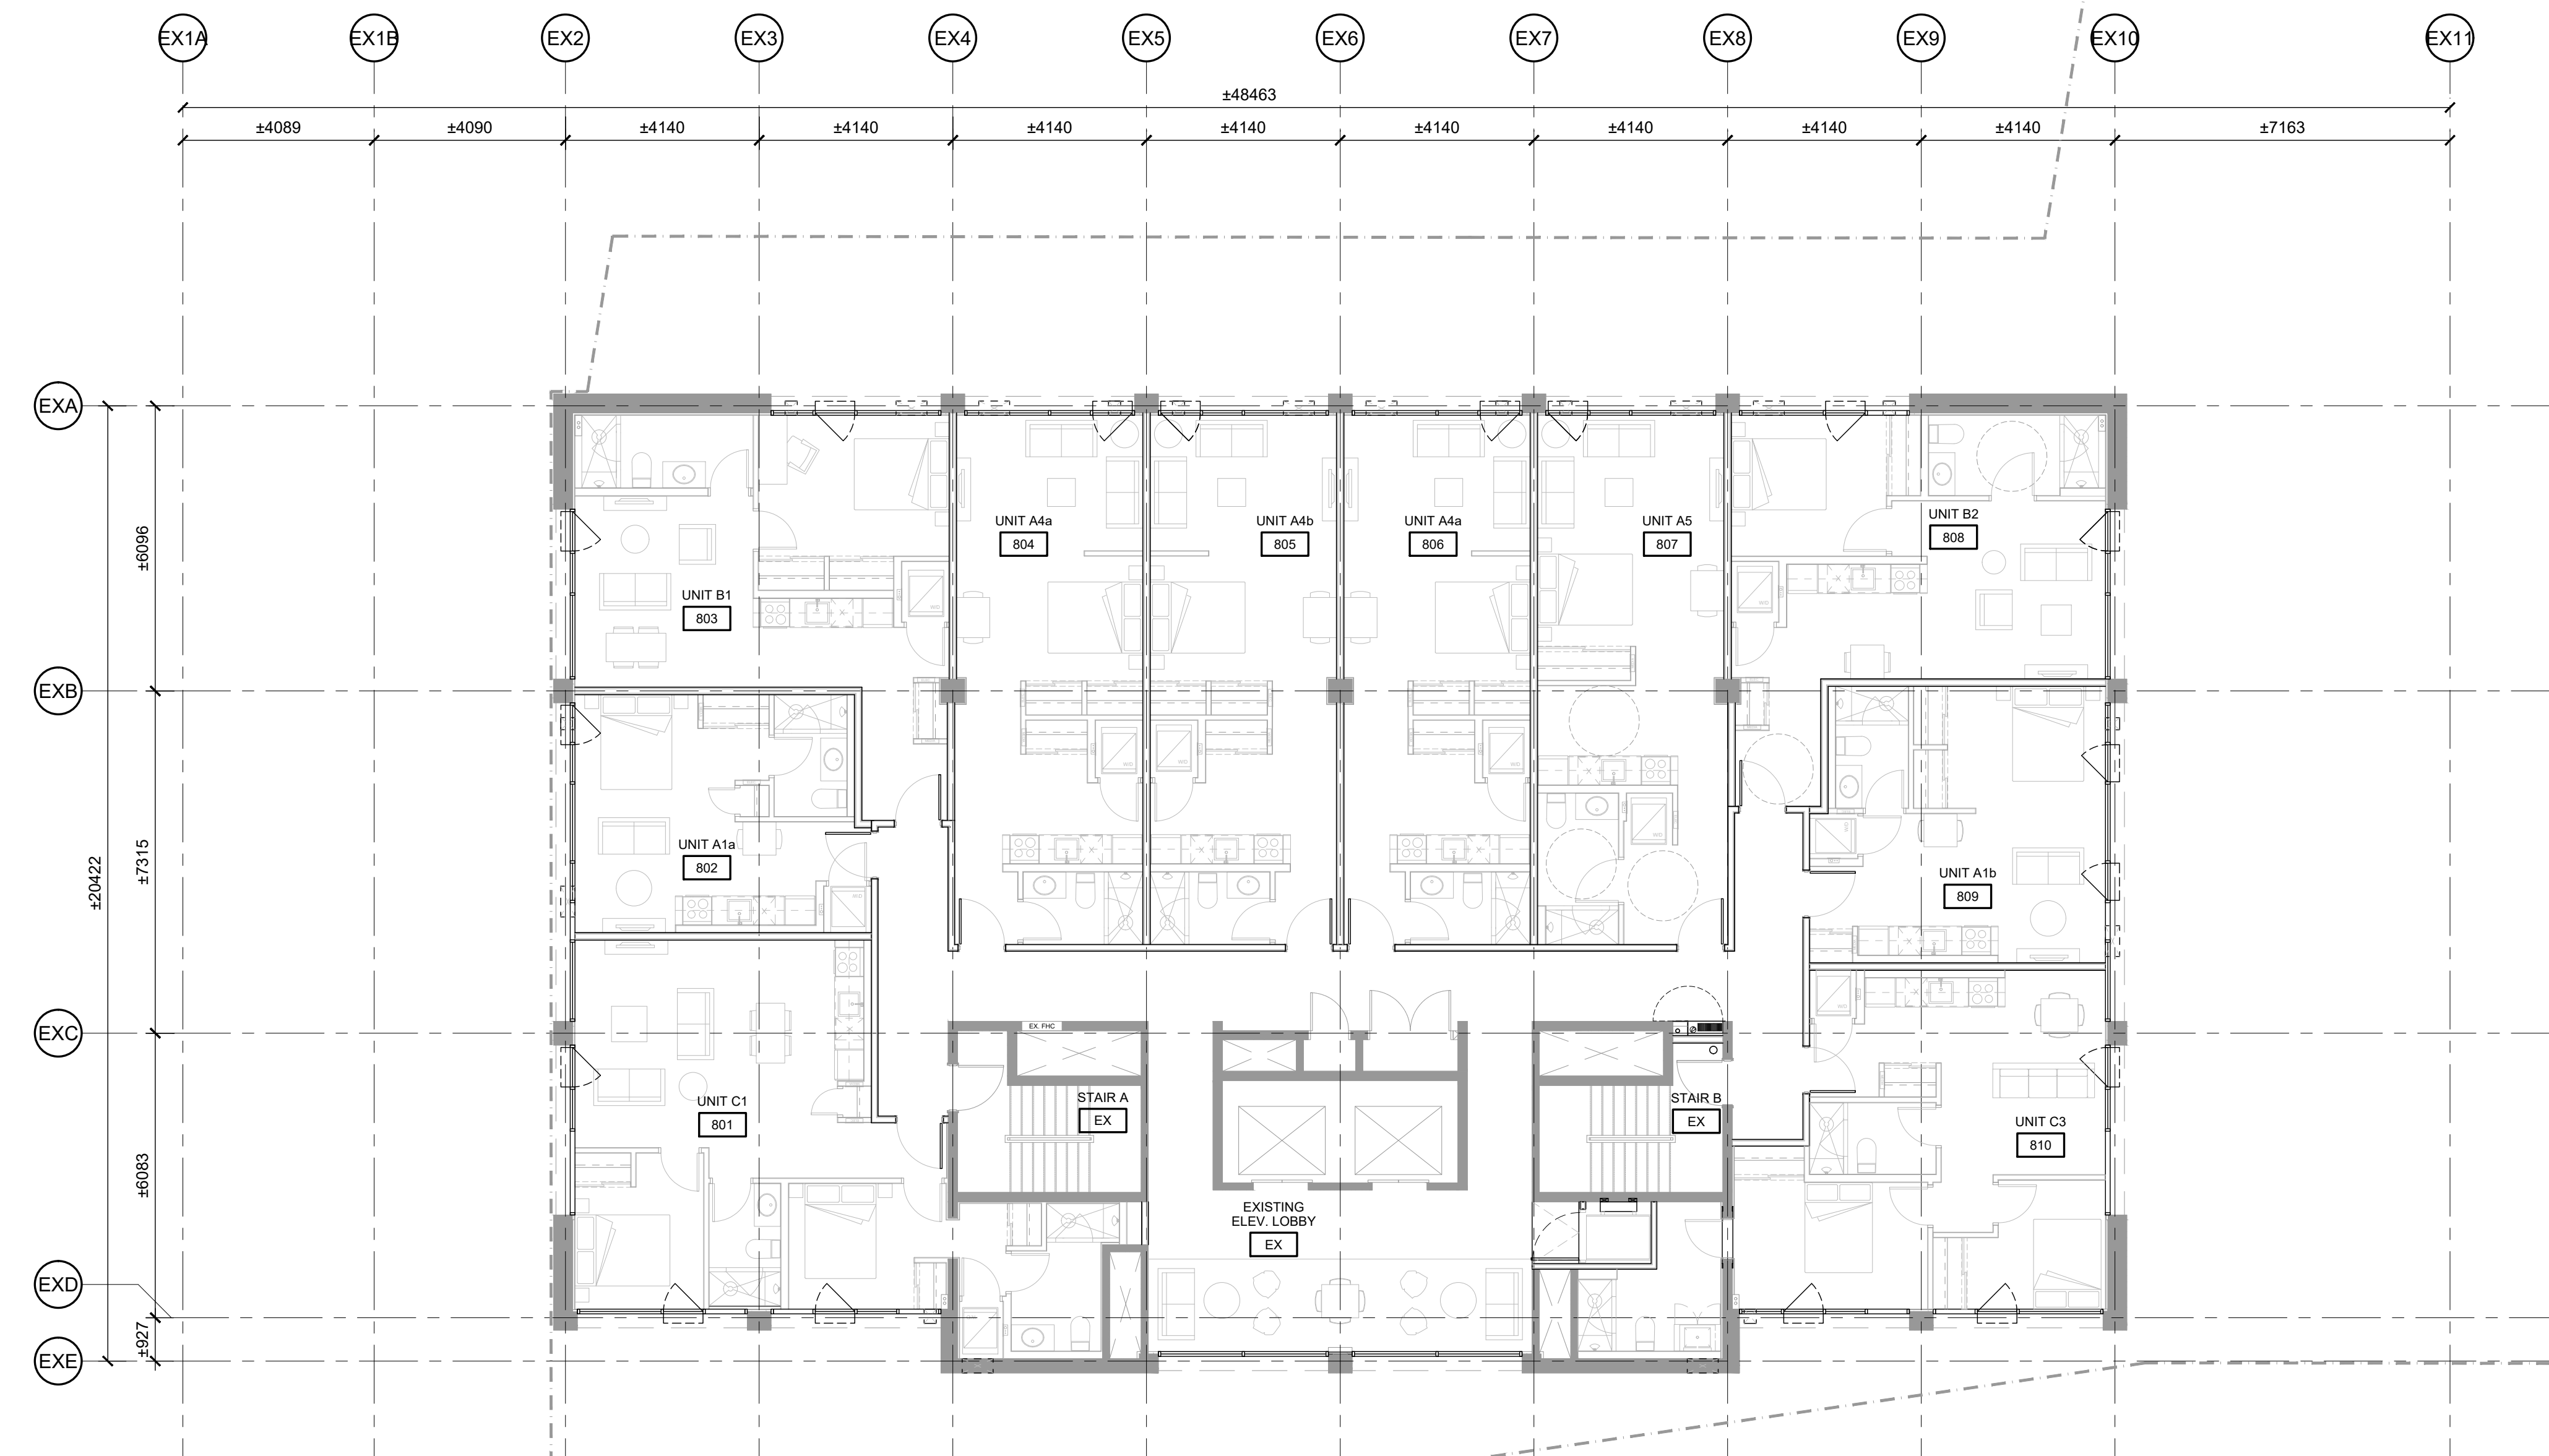 EX1A EX1B EX2 EX3 EX4 EX5 EX6 EX7 EX8 EX9 EX10 EX11
±48463
±4089 ±4090 ±4140 ±4140 ±4140 ±4140 ±4140 ±4140 ±4140 ±4140 ±7163
EXA
EXB
EXC
EXD
EXE
±20422
±6096
±7315
±6083
±927
UNIT B1
803
UNIT A4a
804
UNIT A4b
805
UNIT A4a
806
UNIT A5
807
UNIT B2
808
UNIT A1a
802
UNIT A1b
809
UNIT C1
801
UNIT C3
810
EX. FHC
STAIR A
EX
STAIR B
EX
EXISTING
ELEV. LOBBY
EX
W/D
W/D
W/D
W/D
W/D
W/D
W/D